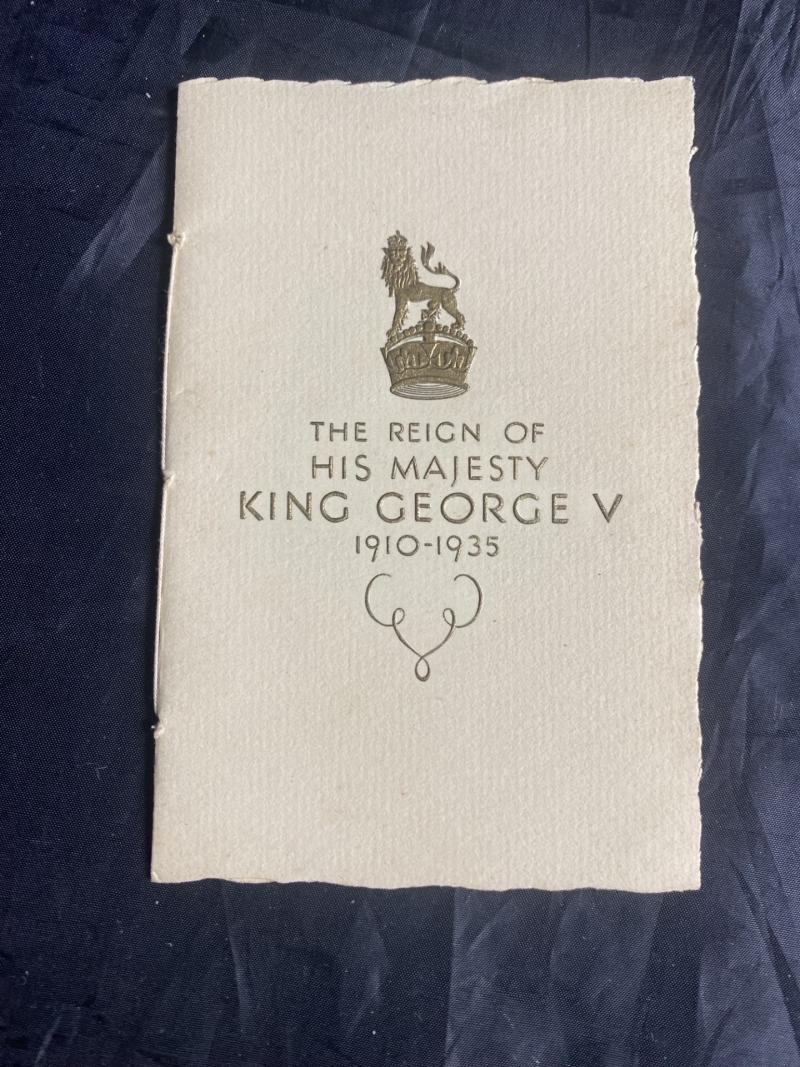 THE REIGN OF
HIS MAJESTY
KING GEORGE V
1910-1935